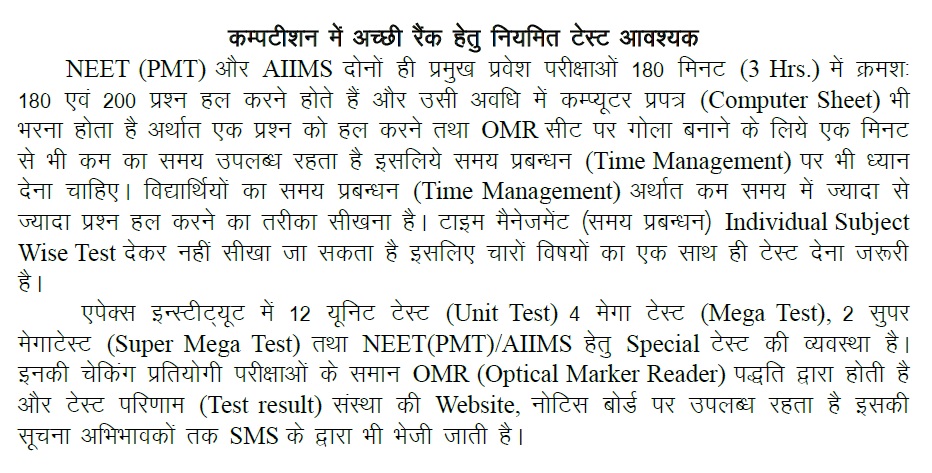 कम्पटीशन में अच्छी रैंक हेतु नियमित टेस्ट आवश्यक
NEET (PMT) और AIIMS दोनों ही प्रमुख प्रवेश परीक्षाओं 180 मिनट (3 Hrs.) में क्रमशः
180 एवं 200 प्रश्न हल करने होते हैं और उसी अवधि में कम्प्यूटर प्रपत्र (Computer Sheet) भी
भरना होता है अर्थात एक प्रश्न को हल करने तथा OMR सीट पर गोला बनाने के लिये एक मिनट
से भी कम का समय उपलब्ध रहता है इसलिये समय प्रबन्धन (Time Management) पर भी ध्यान
देना चाहिए। विद्यार्थियों का समय प्रबन्धन (Time Management) अर्थात कम समय में ज्यादा से
ज्यादा प्रश्न हल करने का तरीका सीखना है। टाइम मैनेजमेंट (समय प्रबन्धन) Individual Subject
Wise Test देकर नहीं सीखा जा सकता है इसलिए चारों विषयों का एक साथ ही टेस्ट देना जरूरी
है।
एपेक्स इन्स्टीट्यूट में 12 यूनिट टेस्ट (Unit Test) 4 मेगा टेस्ट (Mega Test), 2 सुपर
मेगाटेस्ट (Super Mega Test) तथा NEET(PMT)/AIIMS हेतु Special टेस्ट की व्यवस्था है।
इनकी चेकिंग प्रतियोगी परीक्षाओं के समान OMR (Optical Marker Reader) पद्धति द्वारा होती है
और टेस्ट परिणाम (Test result) संस्था की Website, नोटिस बोर्ड पर उपलब्ध रहता है इसकी
सूचना अभिभावकों तक SMS के द्वारा भी भेजी जाती है।